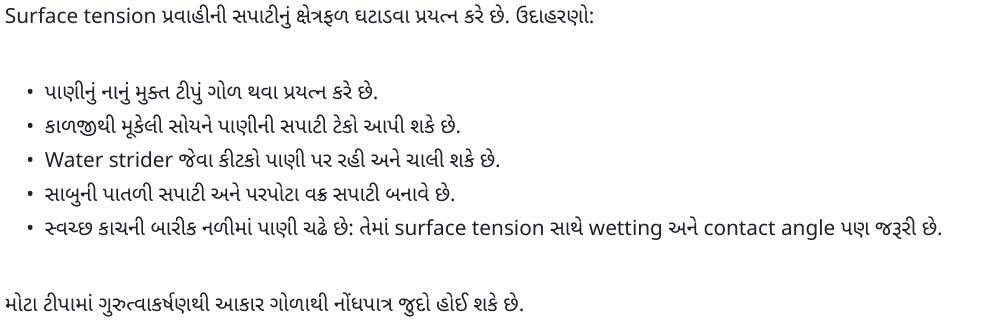 Surface tension પ્રવાહીની સપાટીનું ક્ષેત્રફળ ઘટાડવા પ્રયત્ન કરે છે. ઉદાહરણો:
• પાણીનું નાનું મુક્ત ટીપું ગોળ થવા પ્રયત્ન કરે છે.
• કાળજીથી મૂકેલી સોયને પાણીની સપાટી ટેકો આપી શકે છે.
• Water strider જેવા કીટકો પાણી પર રહી અને ચાલી શકે છે.
• સાબુની પાતળી સપાટી અને પરપોટા વક્ર સપાટી બનાવે છે.
• સ્વચ્છ કાચની બારીક નળીમાં પાણી ચઢે છે: તેમાં surface tension સાથે wetting અને contact angle પણ જરૂરી છે.
મોટા ટીપામાં ગુરુત્વાકર્ષણથી આકાર ગોળાથી નોંધપાત્ર જુદો હોઈ શકે છે.